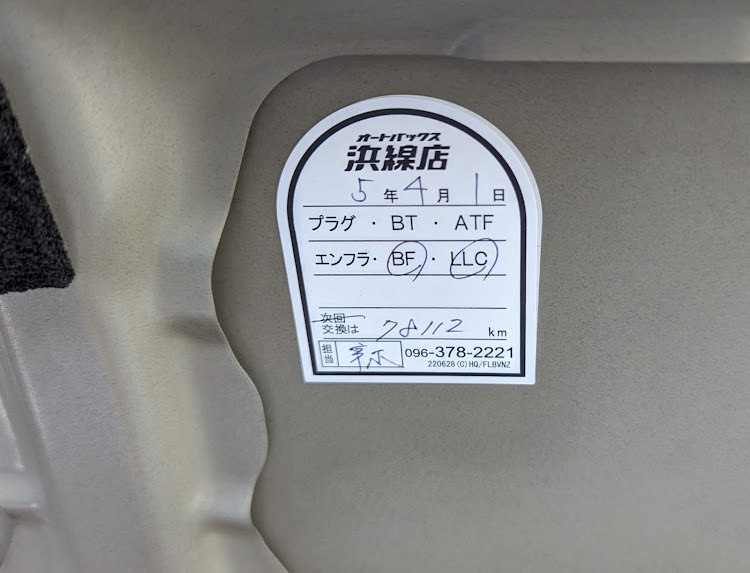 オートバックス
浜線店
5年4月1日
プラグ・BT・ATF
エンフラ・BF・LLC
次回
交換は 78112 km
担当
096-378-2221
220628(C)HQ/FLBVNZ